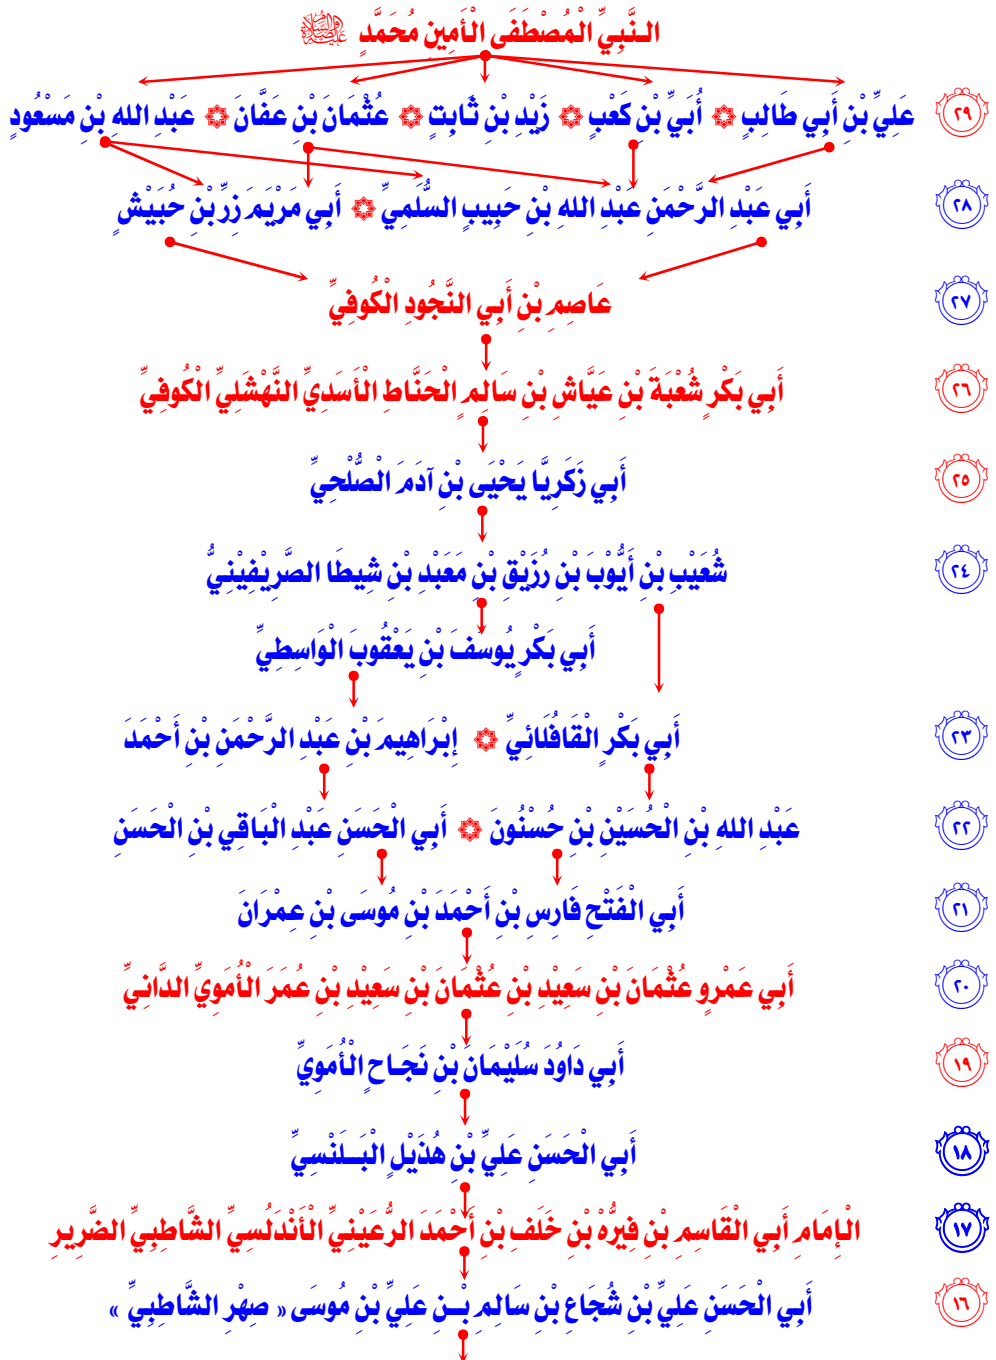 النَّبِيِّ الْمُصْطَفَى الْأَمِينِ مُحَمَّدٍ ﷺ
عَلِيِّ بْنِ أَبِي طَالِبٍ ۞ أُبَيِّ بْنِ كَعْبٍ ۞ زَيْدِ بْنِ ثَابِتٍ ۞ عُثْمَانَ بْنِ عَفَّانَ ۞ عَبْدِ اللهِ بْنِ مَسْعُودٍ ٢٩
أَبِي عَبْدِ الرَّحْمَنِ عَبْدِ اللهِ بْنِ حَبِيبٍ السُّلَمِيِّ ۞ أَبِي مَرْيَمَ زِرِّ بْنِ حُبَيْشٍ ٢٨
عَاصِمِ بْنِ أَبِي النَّجُودِ الْكُوفِيِّ ٢٧
أَبِي بَكْرٍ شُعْبَةَ بْنِ عَيَّاشِ بْنِ سَالِمٍ الْحَنَّاطِ الْأَسَدِيِّ النَّهْشَلِيِّ الْكُوفِيِّ ٢٦
أَبِي زَكَرِيَّا يَحْيَى بْنِ آدَمَ الْصُّلْحِيِّ ٢٥
شُعَيْبِ بْنِ أَيُّوبَ بْنِ رُزَيْقِ بْنِ مَعَبْدِ بْنِ شِيطَا الصَّرِيْفِيْنِيُّ ٢٤
أَبِي بَكْرٍ يُوسُفَ بْنِ يَعْقُوبَ الْوَاسِطِيِّ
أَبِي بَكْرٍ الْقَافُلَائِيِّ ۞ إِبْرَاهِيمَ بْنِ عَبْدِ الرَّحْمَنِ بْنِ أَحْمَدَ ٢٣
عَبْدِ اللهِ بْنِ الْحُسَيْنِ بْنِ حُسْنُونَ ۞ أَبِي الْحَسَنِ عَبْدِ الْبَاقِي بْنِ الْحَسَنِ ٢٢
أَبِي الْفَتْحِ فَارِسِ بْنِ أَحْمَدَ بْنِ مُوسَى بْنِ عِمْرَانَ ٢١
أَبِي عَمْرٍو عُثْمَانَ بْنِ سَعِيْدِ بْنِ عُثْمَانَ بْنِ سَعِيْدِ بْنِ عُمَرَ الْأُمَوِيِّ الدَّانِيِّ ٢٠
أَبِي دَاوُدَ سُلَيْمَانَ بْنِ نَجَاحٍ الْأُمَوِيِّ ١٩
أَبِي الْحَسَنِ عَلِيِّ بْنِ هُذَيْلٍ الْبَلَنْسِيِّ ١٨
الْإِمَامِ أَبِي الْقَاسِمِ بْنِ فِيرُّهْ بْنِ خَلَفِ بْنِ أَحْمَدَ الرُّعَيْنِيِّ الْأَنْدَلُسِيِّ الشَّاطِبِيِّ الضَّرِيرِ ١٧
أَبِي الْحَسَنِ عَلِيِّ بْنِ شُجَاعِ بْنِ سَالِمِ بْنِ عَلِيِّ بْنِ مُوسَى « صِهْرِ الشَّاطِبِيِّ » ١٦